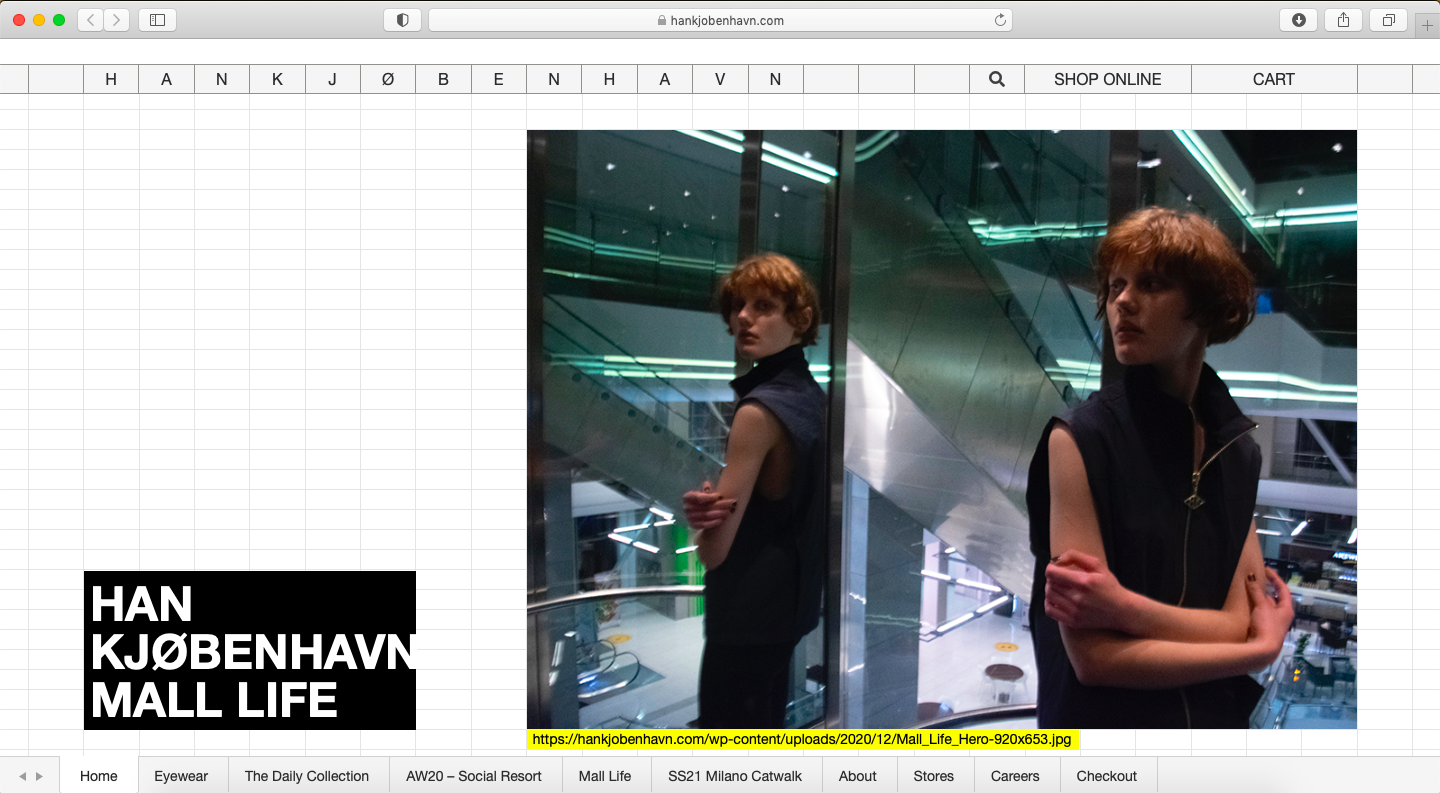 hankjobenhavn.com
H A N K J Ø B E N H A V N SHOP ONLINE CART
HAN
KJØBENHAVN
MALL LIFE
https://hankjobenhavn.com/wp-content/uploads/2020/12/Mall_Life_Hero-920x653.jpg
Home Eyewear The Daily Collection AW20 – Social Resort Mall Life SS21 Milano Catwalk About Stores Careers Checkout